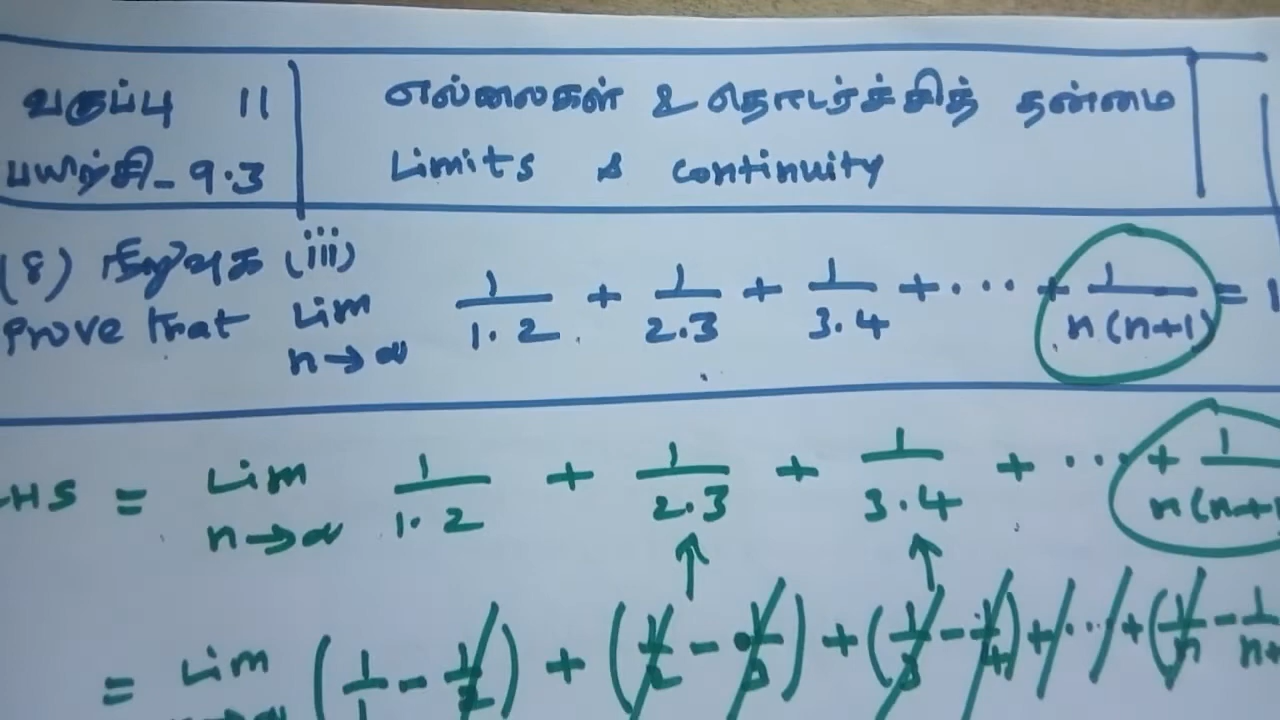 வகுப்பு 11
பயிற்சி - 9.3
எல்லைகள் & தொடர்ச்சித் தன்மை
Limits & continuity
(8) நிறுவுக (iii)
Prove that Lim n→∞ 1/1.2 + 1/2.3 + 1/3.4 + ... + 1/n(n+1) = 1
LHS = Lim n→∞ 1/1.2 + 1/2.3 + 1/3.4 + ... + 1/n(n+1
= Lim n→∞ (1/1 - 1/2) + (1/2 - 1/3) + (1/3 - 1/4) + ... + (1/n - 1/n+